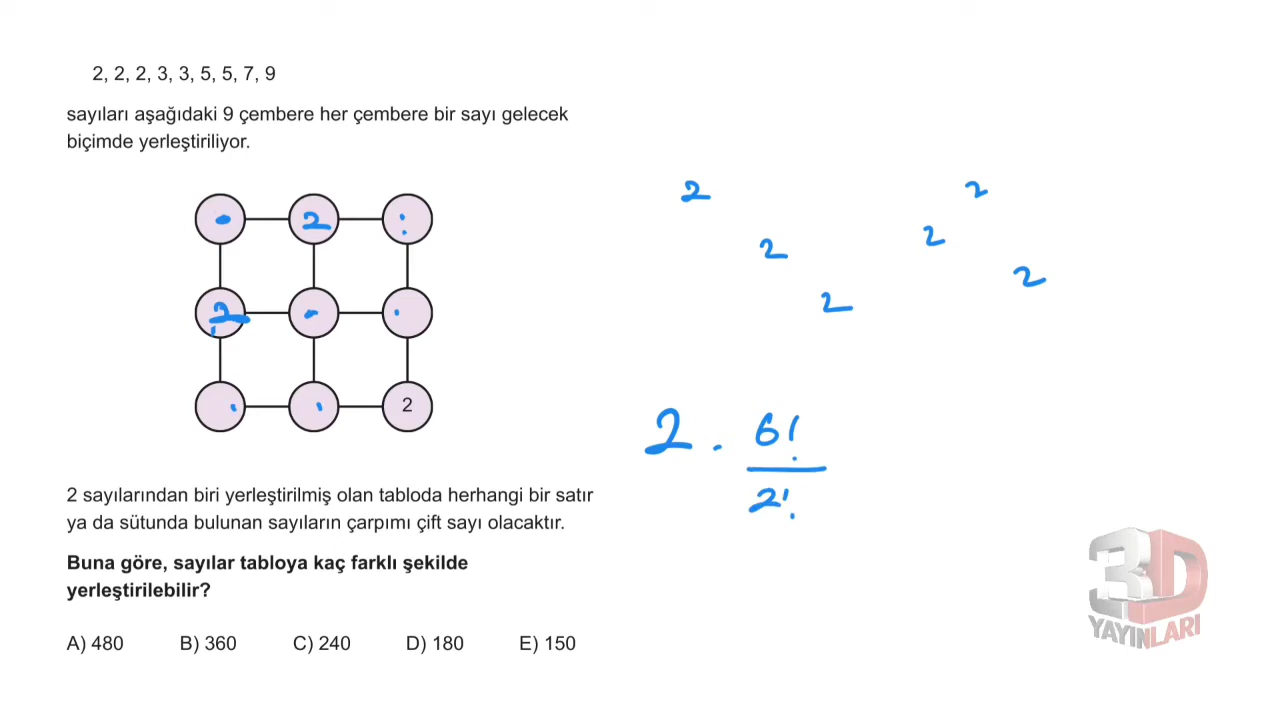 2, 2, 2, 3, 3, 5, 5, 7, 9
sayıları aşağıdaki 9 çembere her çembere bir sayı gelecek
biçimde yerleştiriliyor.
2
2
2
2 sayılarından biri yerleştirilmiş olan tabloda herhangi bir satır
ya da sütunda bulunan sayıların çarpımı çift sayı olacaktır.
Buna göre, sayılar tabloya kaç farklı şekilde
yerleştirilebilir?
A) 480 B) 360 C) 240 D) 180 E) 150
2 2
2 2
2 2
2 . 6!
2!
3D
YAYINLARI